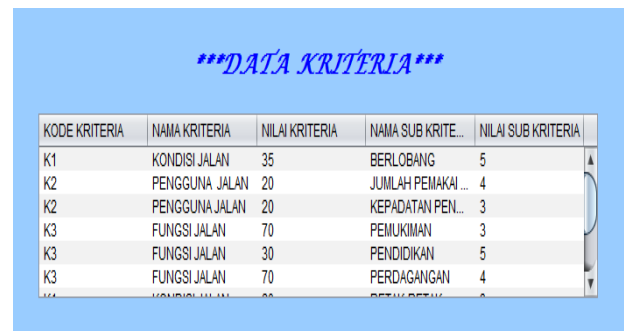 ***DATA KRITERIA***
KODE KRITERIA NAMA KRITERIA NILAI KRITERIA NAMA SUB KRITE... NILAI SUB KRITERIA
K1 KONDISI JALAN 35 BERLOBANG 5
K2 PENGGUNA JALAN 20 JUMLAH PEMAKAI ... 4
K2 PENGGUNA JALAN 20 KEPADATAN PEN... 3
K3 FUNGSI JALAN 70 PEMUKIMAN 3
K3 FUNGSI JALAN 30 PENDIDIKAN 5
K3 FUNGSI JALAN 70 PERDAGANGAN 4